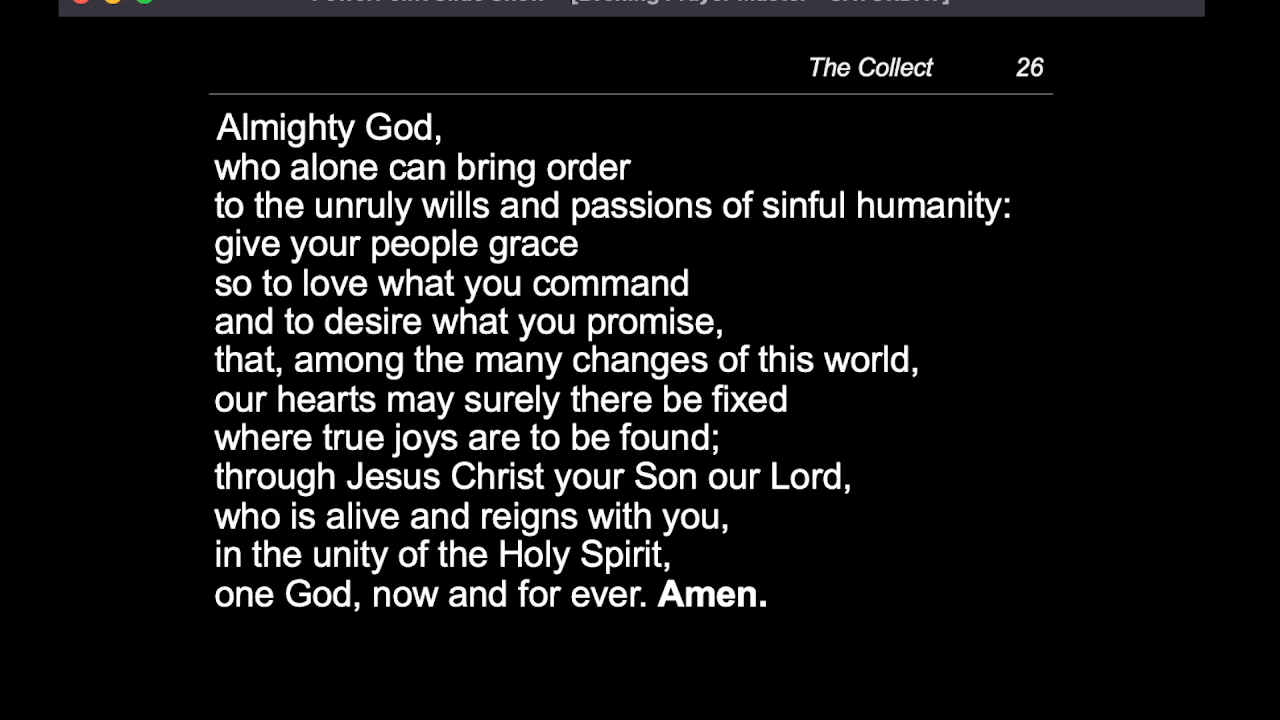 The Collect 26
Almighty God,
who alone can bring order
to the unruly wills and passions of sinful humanity:
give your people grace
so to love what you command
and to desire what you promise,
that, among the many changes of this world,
our hearts may surely there be fixed
where true joys are to be found;
through Jesus Christ your Son our Lord,
who is alive and reigns with you,
in the unity of the Holy Spirit,
one God, now and for ever. Amen.